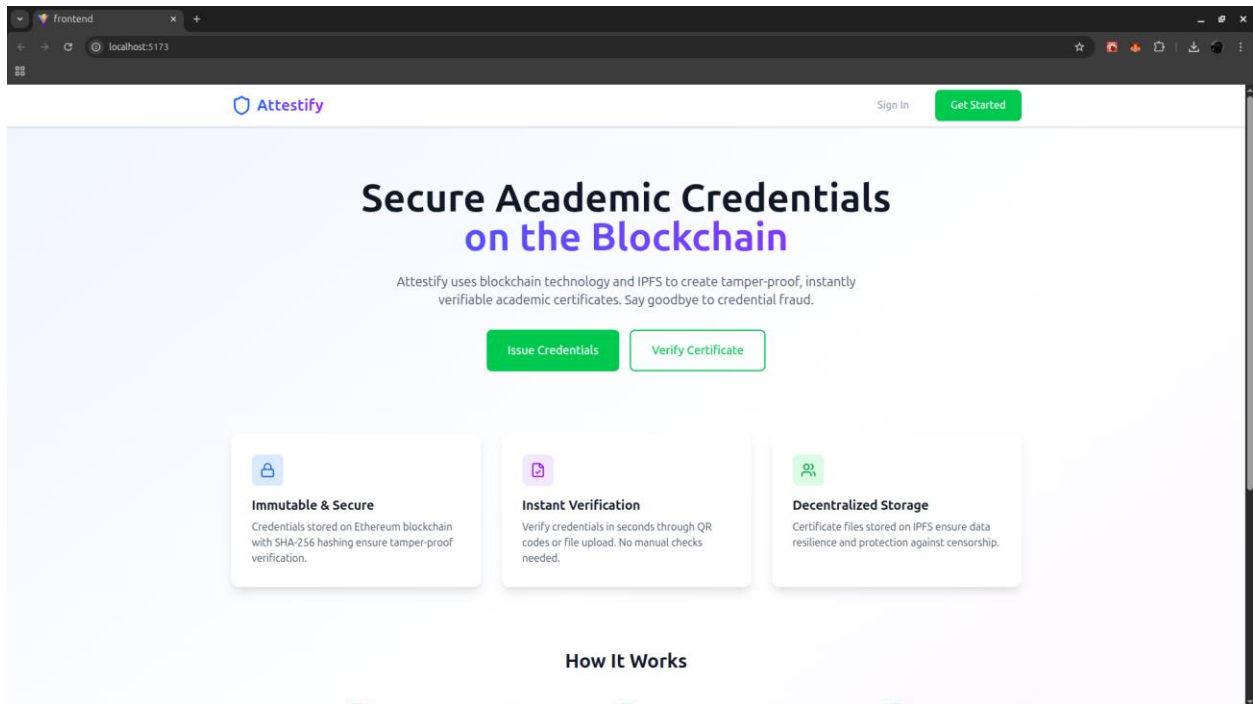 frontend
localhost:5173
Attestify
Sign In
Get Started
Secure Academic Credentials
on the Blockchain
Attestify uses blockchain technology and IPFS to create tamper-proof, instantly
verifiable academic certificates. Say goodbye to credential fraud.
Issue Credentials
Verify Certificate
Immutable & Secure
Credentials stored on Ethereum blockchain
with SHA-256 hashing ensure tamper-proof
verification.
Instant Verification
Verify credentials in seconds through QR
codes or file upload. No manual checks
needed.
Decentralized Storage
Certificate files stored on IPFS ensure data
resilience and protection against censorship.
How It Works